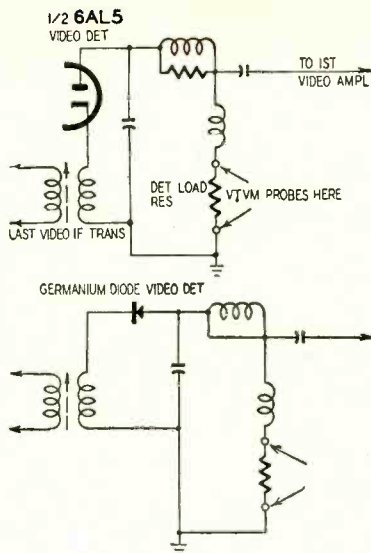 1/2 6AL5
VIDEO DET
TO 1ST
VIDEO AMPL
DET LOAD
RES
VTVM PROBES HERE
LAST VIDEO IF TRANS
GERMANIUM DIODE VIDEO DET